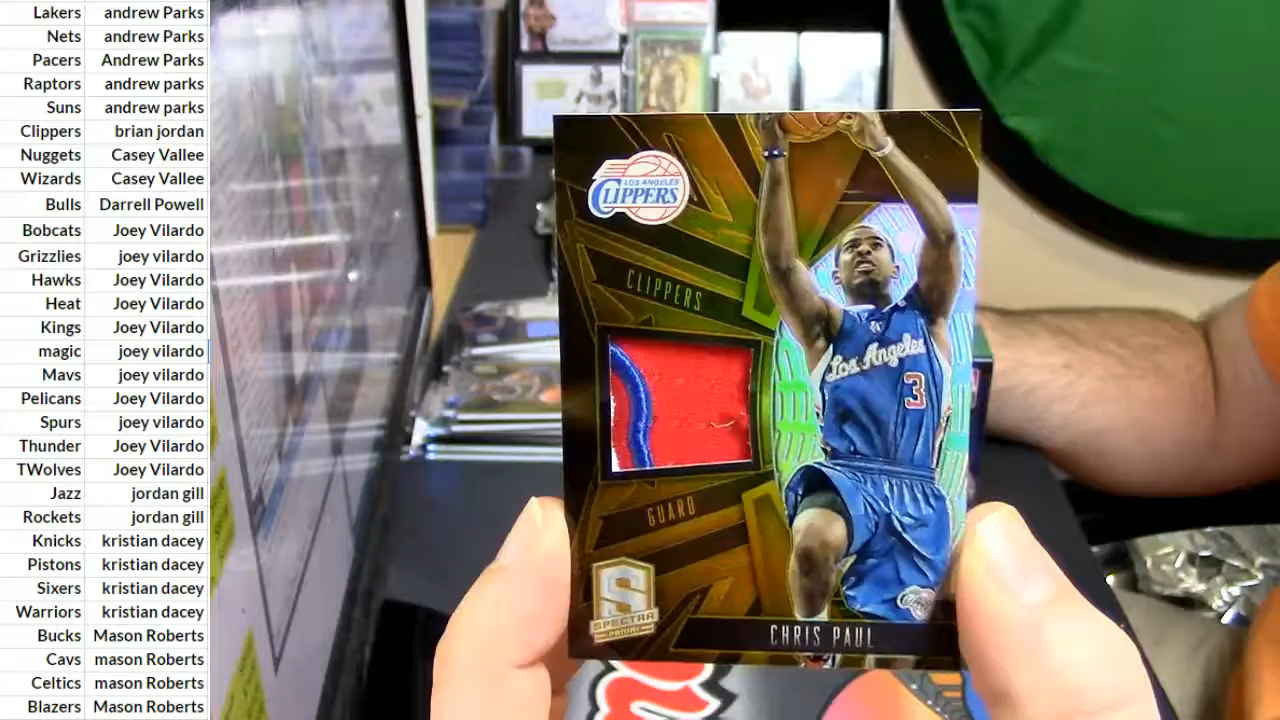 Lakers andrew Parks
Nets andrew Parks
Pacers Andrew Parks
Raptors andrew parks
Suns andrew parks
Clippers brian jordan
Nuggets Casey Vallee
Wizards Casey Vallee
Bulls Darrell Powell
Bobcats Joey Vilardo
Grizzlies joey vilardo
Hawks Joey Vilardo
Heat Joey Vilardo
Kings Joey Vilardo
magic joey vilardo
Mavs joey vilardo
Pelicans Joey Vilardo
Spurs joey vilardo
Thunder Joey Vilardo
TWolves Joey Vilardo
Jazz jordan gill
Rockets jordan gill
Knicks kristian dacey
Pistons kristian dacey
Sixers kristian dacey
Warriors kristian dacey
Bucks Mason Roberts
Cavs mason Roberts
Celtics mason Roberts
Blazers Mason Roberts
LOS ANGELES
CLIPPERS
CLIPPERS
Los Angeles
3
GUARD
S
SPECTRA
PANINI
CHRIS PAUL